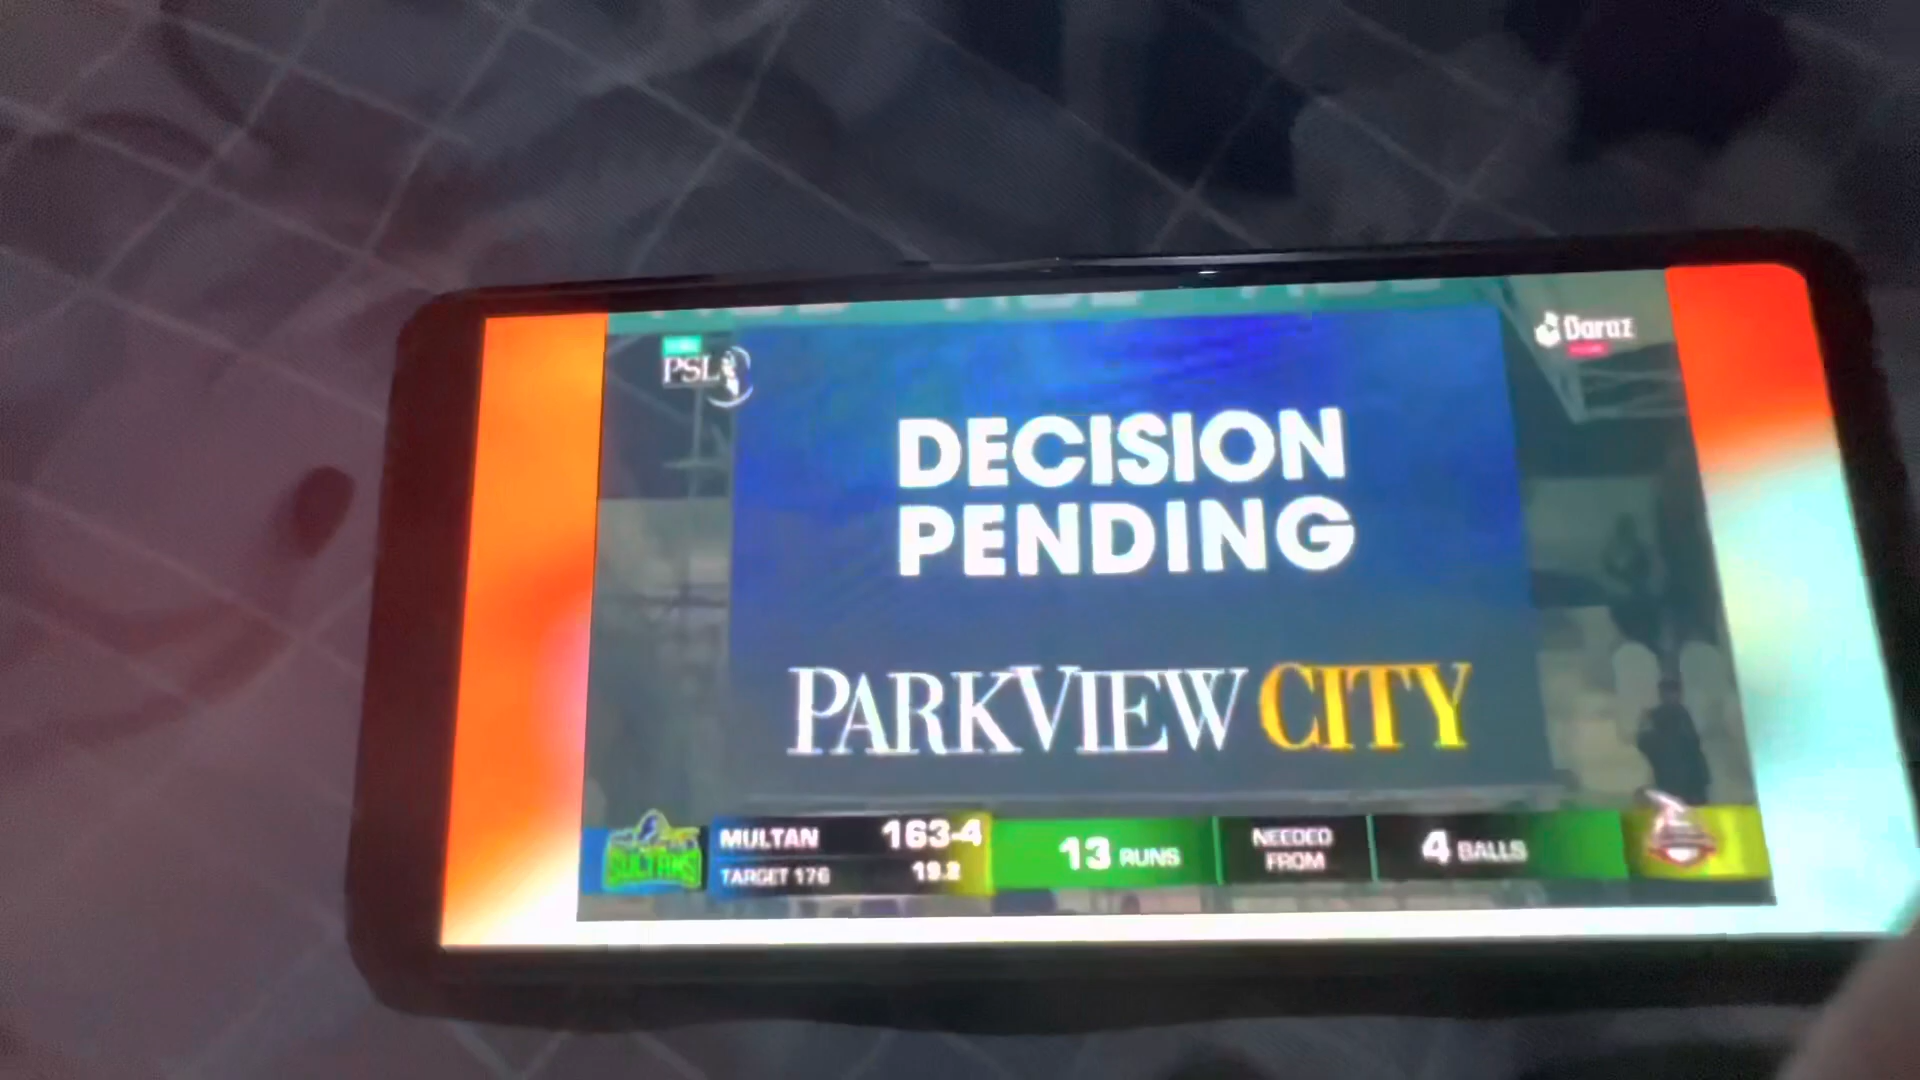 PSL
Daraz
DECISION
PENDING
PARKVIEW CITY
SULTANS
MULTAN 163-4
TARGET 176 19.2
13 RUNS
NEEDED
FROM
4 BALLS